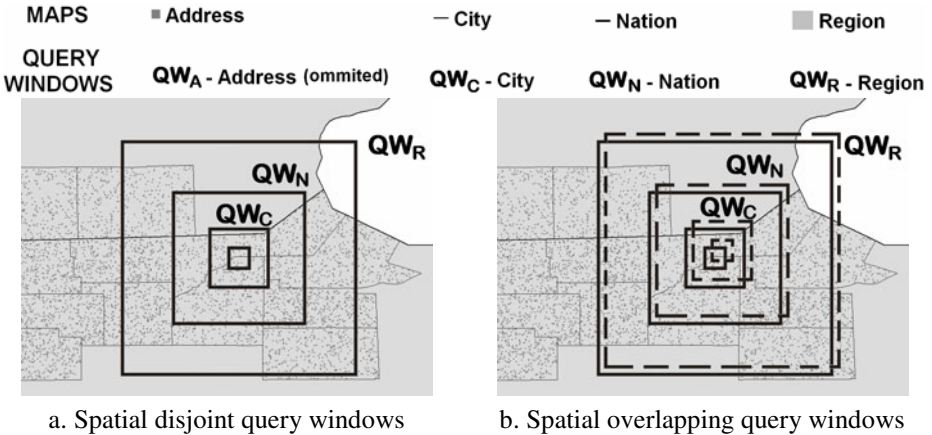 MAPS Address City Nation Region
QUERY WINDOWS QWA - Address (ommited) QWC - City QWN - Nation QWR - Region
QWR
QWN
QWC
QWR
QWN
QWC
a. Spatial disjoint query windows
b. Spatial overlapping query windows